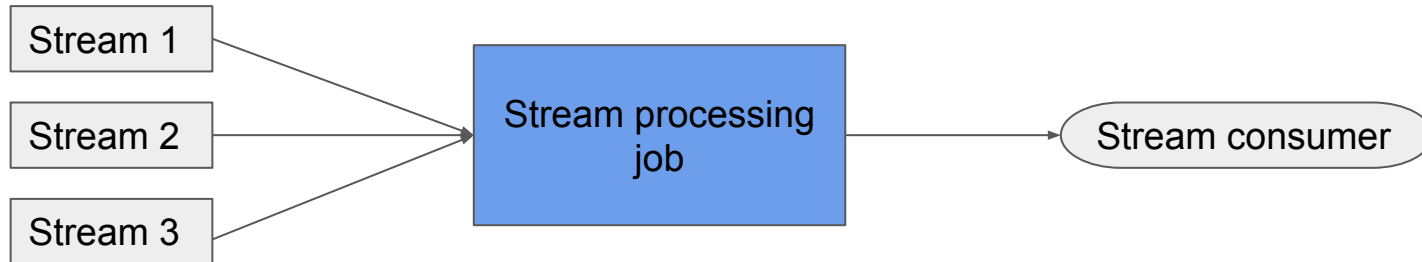 Stream 1
Stream 2
Stream 3
Stream processing
job
Stream consumer